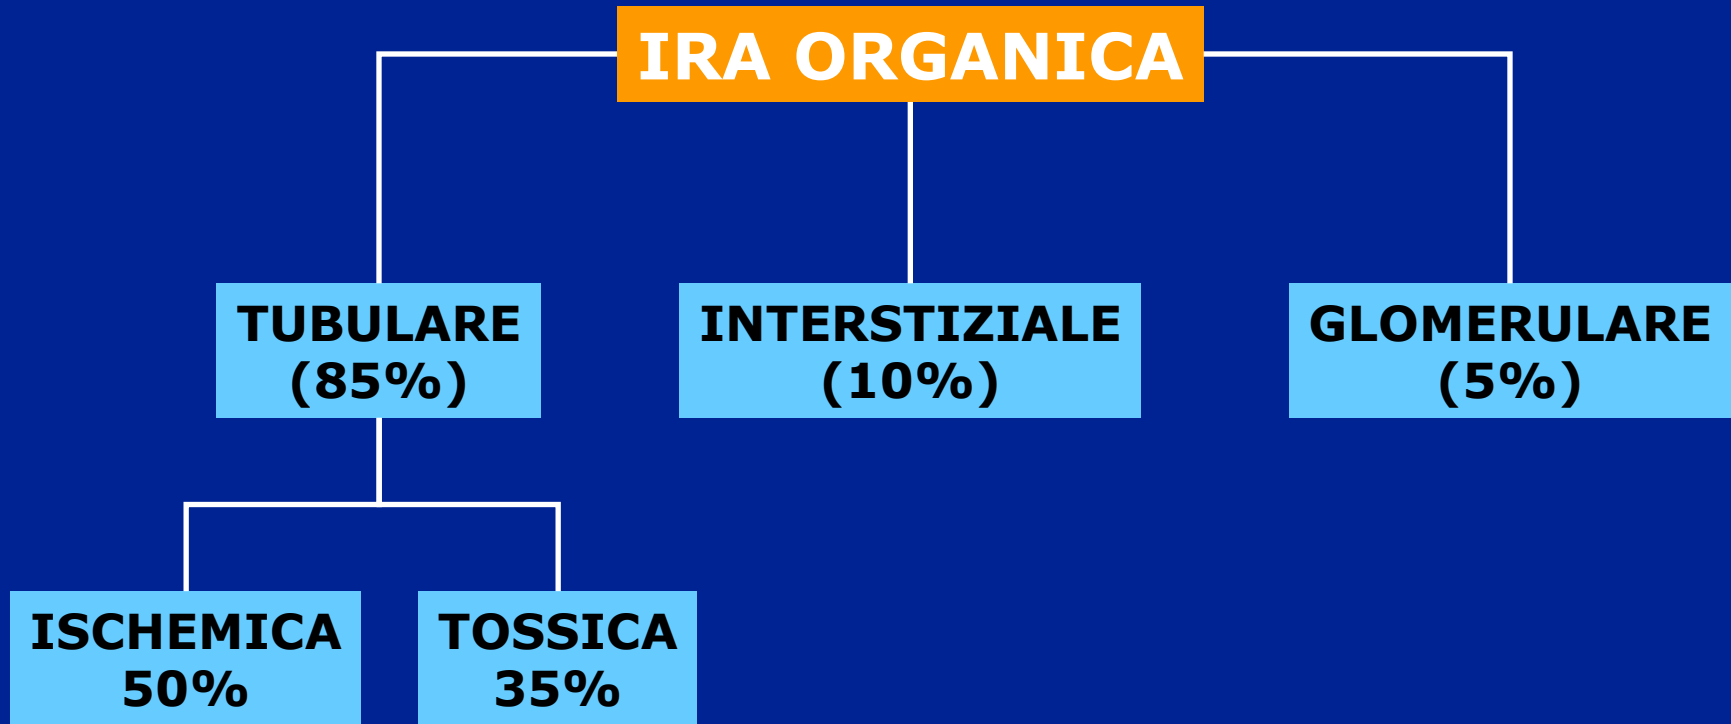 IRA ORGANICA
TUBULARE
(85%)
INTERSTIZIALE
(10%)
GLOMERULARE
(5%)
ISCHEMICA
50%
TOSSICA
35%